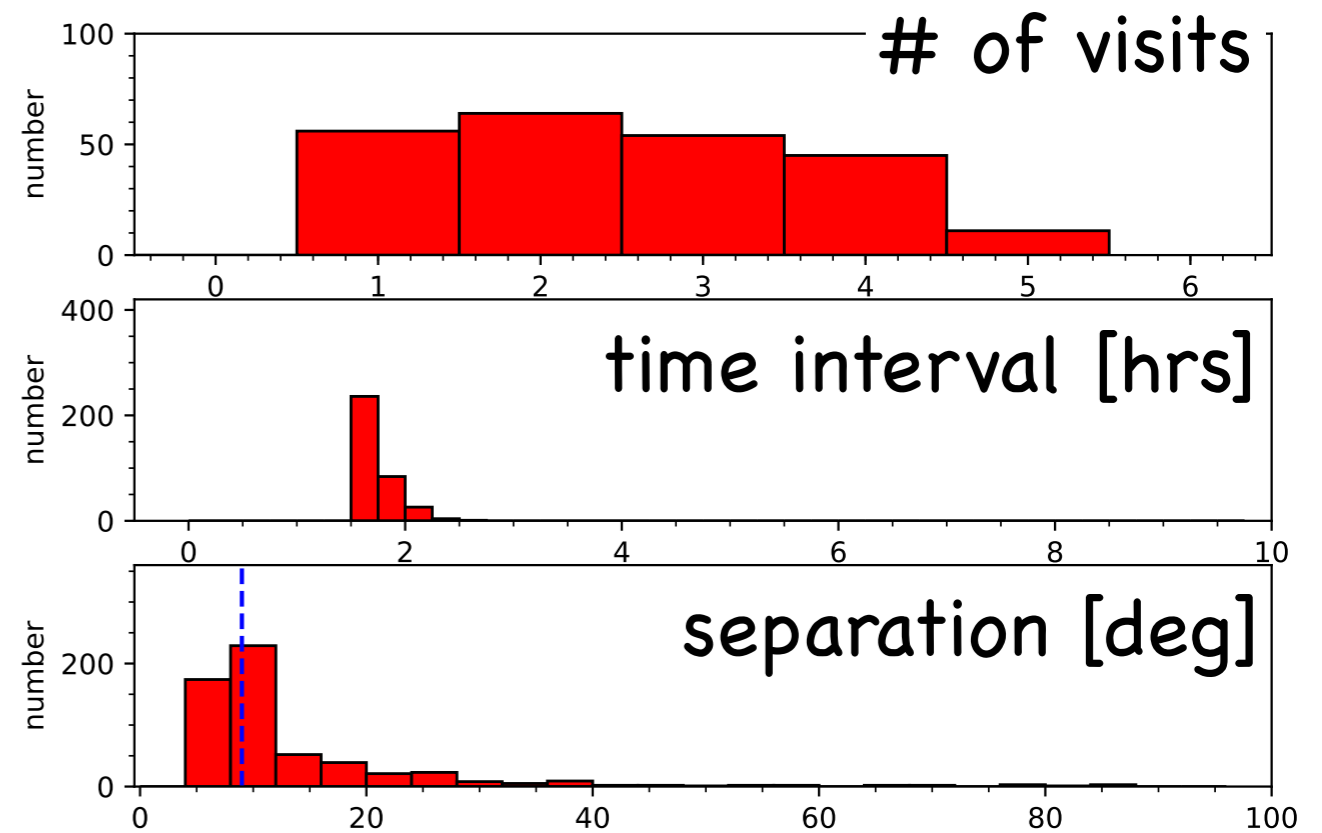 # of visits
100
50
0
number
0 1 2 3 4 5 6
time interval [hrs]
400
200
0
number
0 2 4 6 8 10
separation [deg]
200
0
number
0 20 40 60 80 100